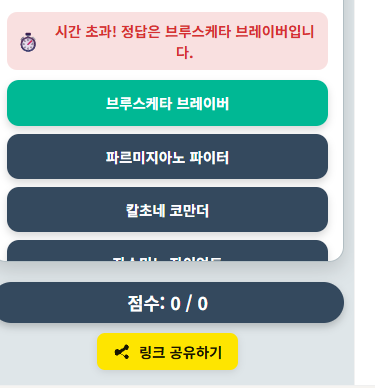 시간 초과! 정답은 브루스케타 브레이버입니
다.
브루스케타 브레이버
파르미지아노 파이터
칼초네 코만더
점수: 0 / 0
링크 공유하기